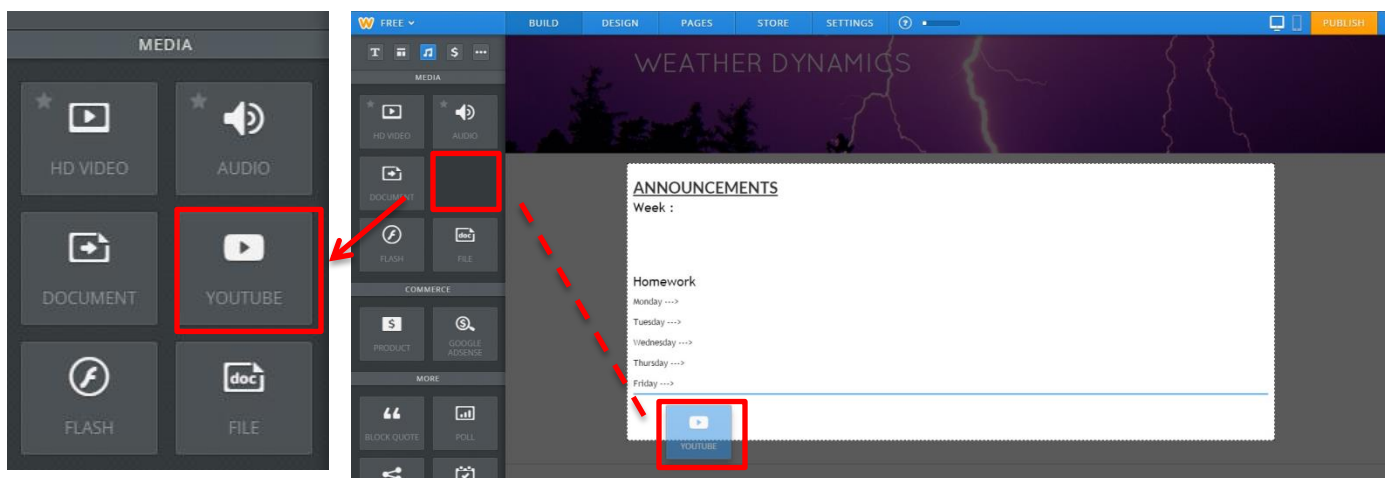 MEDIA
HD VIDEO
AUDIO
DOCUMENT
YOUTUBE
FLASH
doc
FILE
FREE
BUILD
DESIGN
PAGES
STORE
SETTINGS
?
PUBLISH
T
$
MEDIA
HD VIDEO
AUDIO
DOCUMENT
FLASH
doc
FILE
COMMERCE
$
PRODUCT
$
GOOGLE
ADSENSE
MORE
BLOCK QUOTE
POLL
WEATHER DYNAMICS
ANNOUNCEMENTS
Week :
Homework
Monday --->
Tuesday --->
Wednesday --->
Thursday --->
Friday --->
YOUTUBE